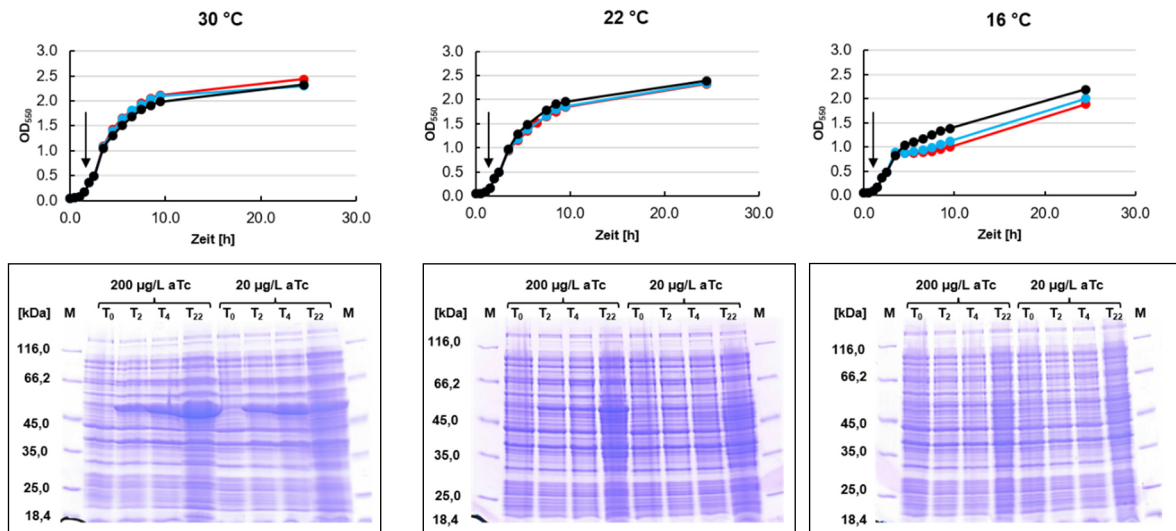 30 °C
3.0
2.5
2.0
1.5
1.0
0.5
0.0
OD₅₅₀
0.0 10.0 20.0 30.0
Zeit [h]
22 °C
3.0
2.5
2.0
1.5
1.0
0.5
0.0
OD₅₅₀
0.0 10.0 20.0 30.0
Zeit [h]
16 °C
3.0
2.5
2.0
1.5
1.0
0.5
0.0
OD₅₅₀
0.0 10.0 20.0 30.0
Zeit [h]
200 µg/L aTc 20 µg/L aTc
[kDa] M T₀ T₂ T₄ T₂₂ T₀ T₂ T₄ T₂₂ M
116,0
66,2
45,0
35,0
25,0
18,4
200 µg/L aTc 20 µg/L aTc
[kDa] M T₀ T₂ T₄ T₂₂ T₀ T₂ T₄ T₂₂ M
116,0
66,2
45,0
35,0
25,0
18,4
200 µg/L aTc 20 µg/L aTc
[kDa] M T₀ T₂ T₄ T₂₂ T₀ T₂ T₄ T₂₂ M
116,0
66,2
45,0
35,0
25,0
18,4